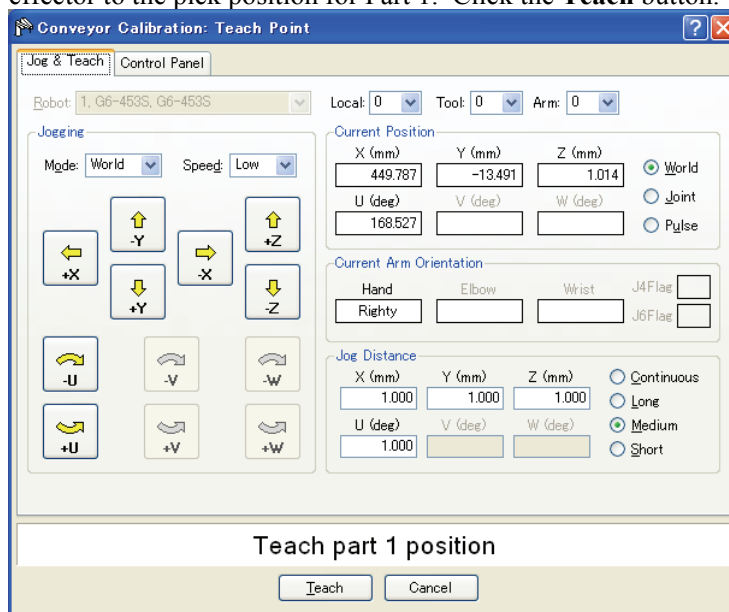 effector to the pick position for Part 1. Click the Teach button.
Conveyor Calibration: Teach Point
Jog & Teach Control Panel
Robot: 1, G6-453S, G6-453S Local: 0 Tool: 0 Arm: 0
Jogging
Mode: World Speed: Low
+X
-Y
+Y
-X
+Z
-Z
-U -V -W
+U +V +W
Current Position
X (mm) Y (mm) Z (mm)
449.787 -13.491 1.014
U (deg) V (deg) W (deg)
168.527
World
Joint
Pulse
Current Arm Orientation
Hand Elbow Wrist J4Flag
Righty J6Flag
Jog Distance
X (mm) Y (mm) Z (mm)
1.000 1.000 1.000
U (deg) V (deg) W (deg)
1.000
Continuous
Long
Medium
Short
Teach part 1 position
Teach Cancel